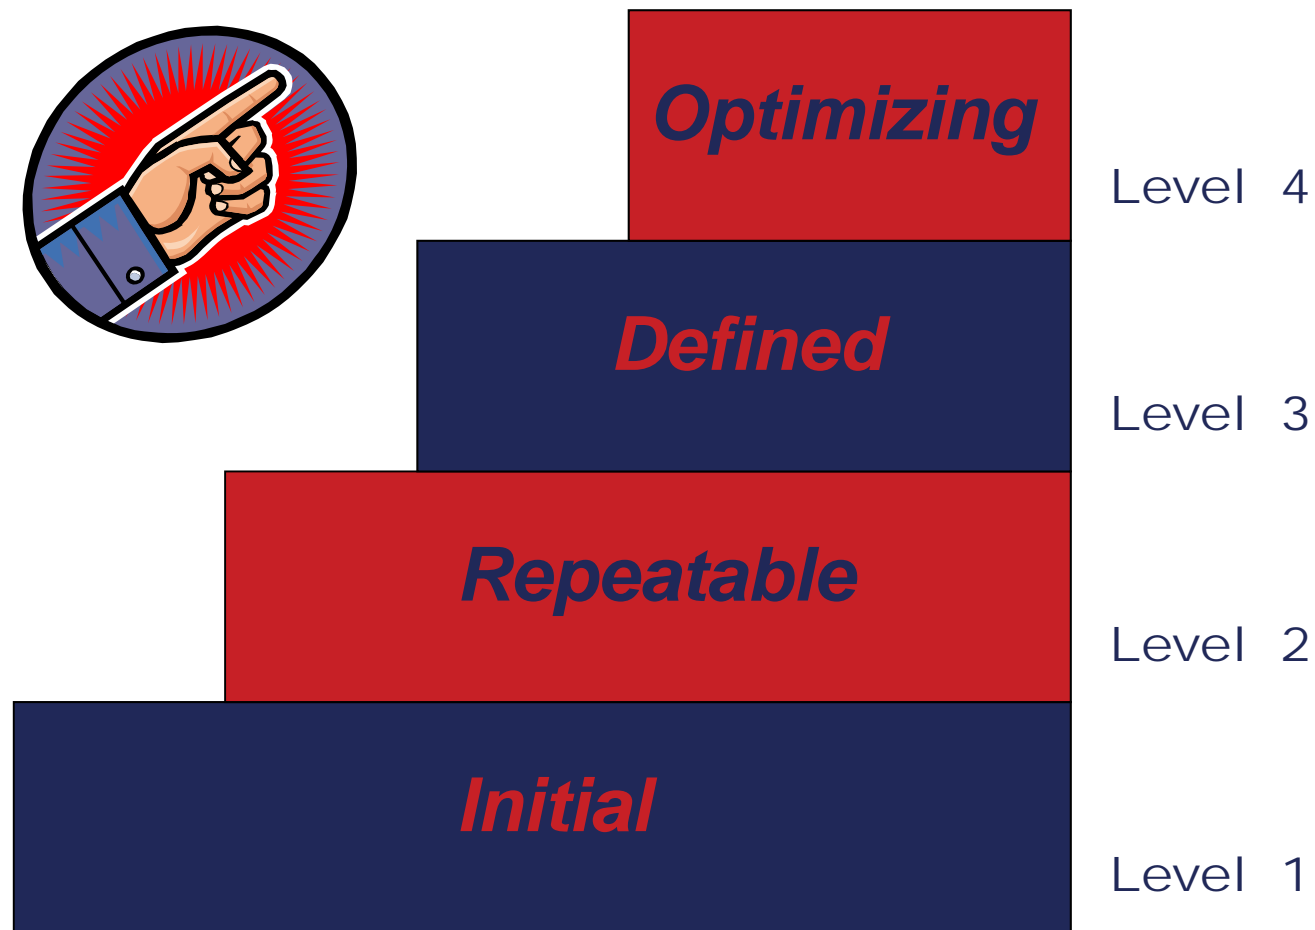 Optimizing
Level 4
Defined
Level 3
Repeatable
Level 2
Initial
Level 1